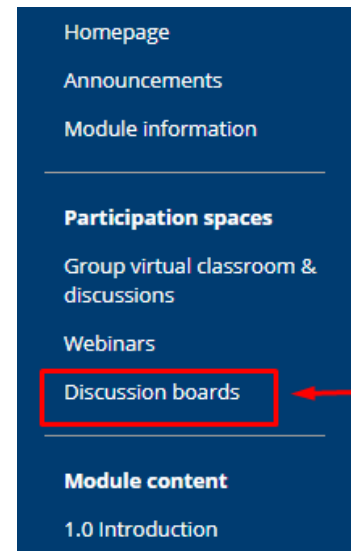 Homepage
Announcements
Module information
Participation spaces
Group virtual classroom &
discussions
Webinars
Discussion boards
Module content
1.0 Introduction